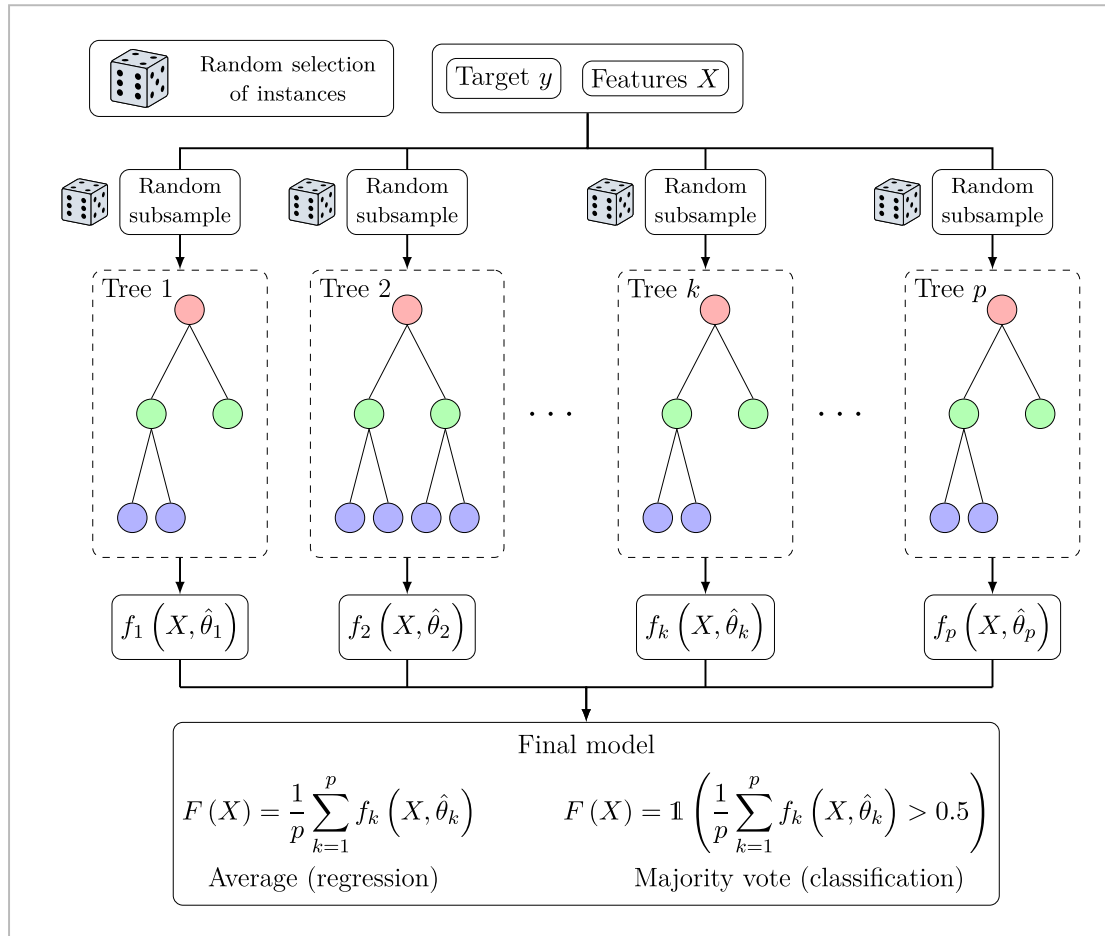 Random selection
of instances
Target y Features X
Random
subsample
Random
subsample
Random
subsample
Random
subsample
Tree 1
Tree 2
Tree k
Tree p
. . .
. . .
f_1 (X, θ̂_1)
f_2 (X, θ̂_2)
f_k (X, θ̂_k)
f_p (X, θ̂_p)
Final model
F (X) = 1/p ∑_{k=1}^{p} f_k (X, θ̂_k)
F (X) = 𝟙 (1/p ∑_{k=1}^{p} f_k (X, θ̂_k) > 0.5)
Average (regression)
Majority vote (classification)